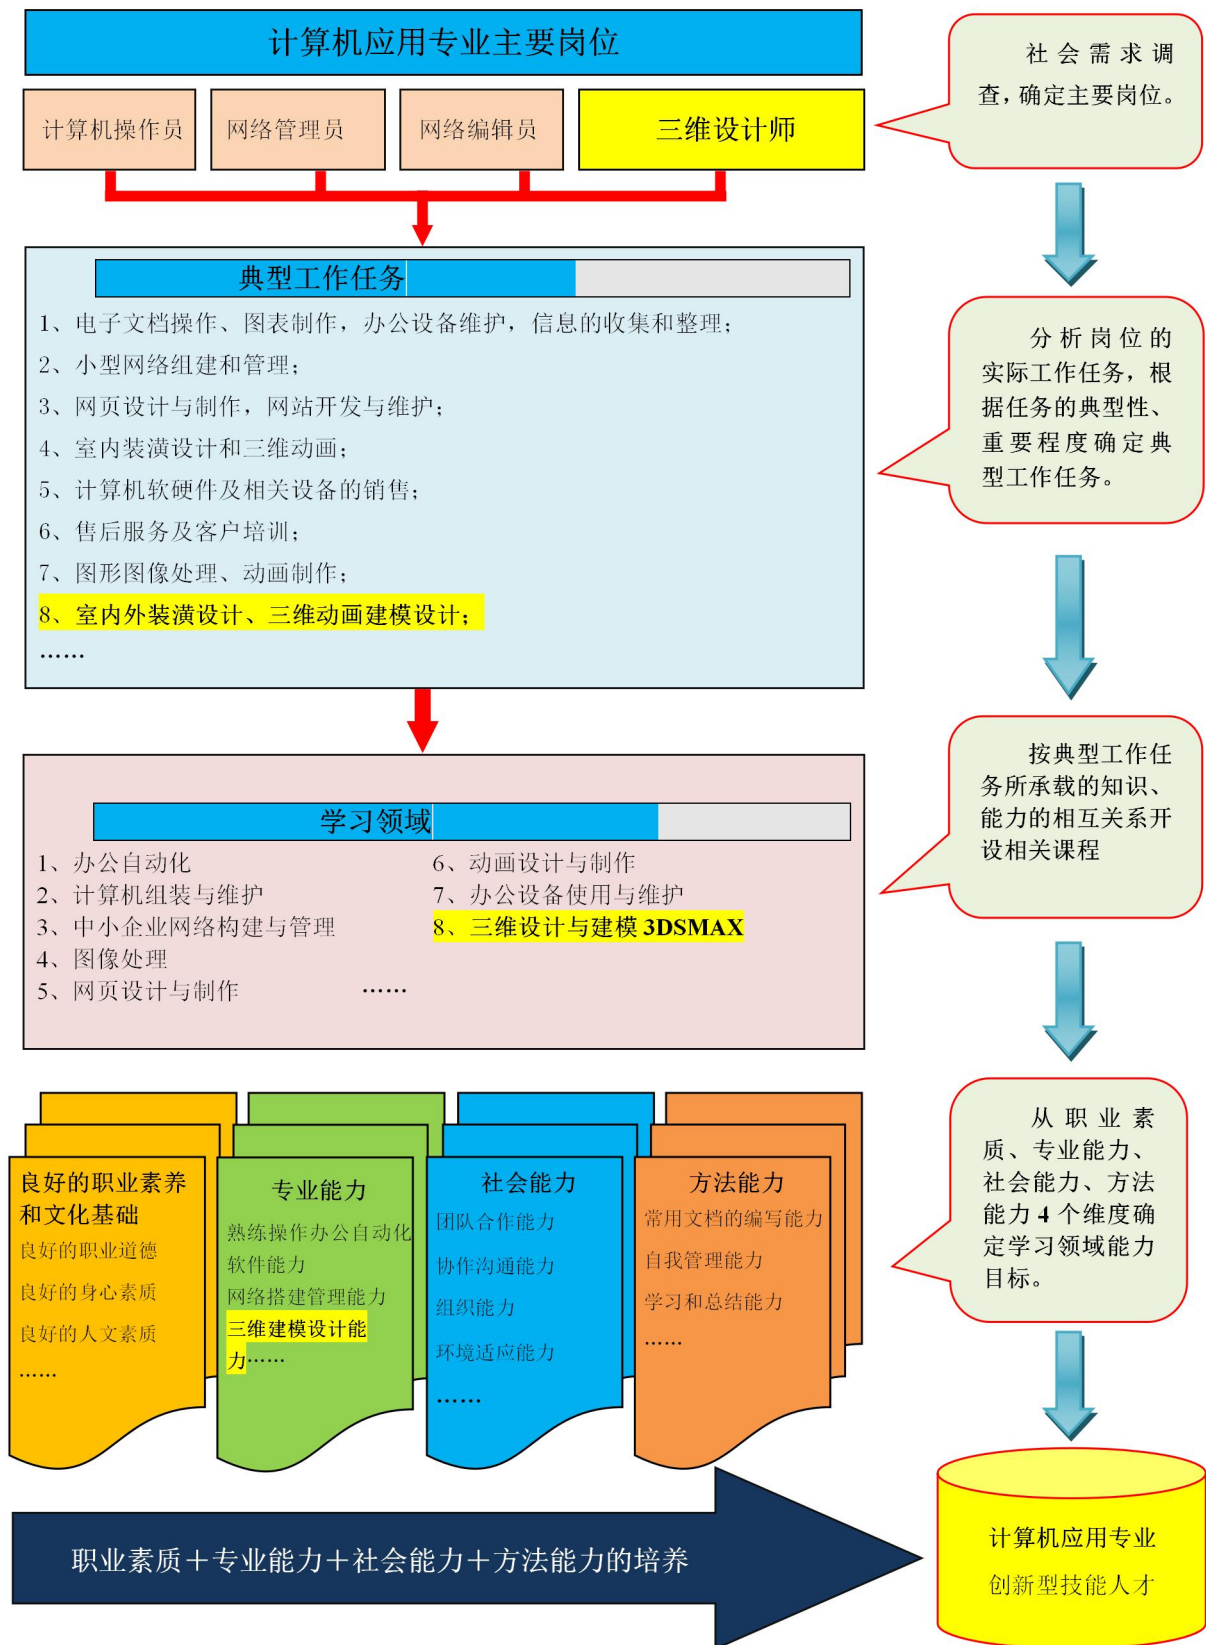 计算机应用专业主要岗位
计算机操作员
网络管理员
网络编辑员
三维设计师
社会需求调
查，确定主要岗位。
典型工作任务
1、电子文档操作、图表制作，办公设备维护，信息的收集和整理；
2、小型网络组建和管理；
3、网页设计与制作，网站开发与维护；
4、室内装潢设计和三维动画；
5、计算机软硬件及相关设备的销售；
6、售后服务及客户培训；
7、图形图像处理、动画制作；
8、室内外装潢设计、三维动画建模设计；
……
分析岗位的
实际工作任务，根
据任务的典型性、
重要程度确定典
型工作任务。
学习领域
1、办公自动化
2、计算机组装与维护
3、中小企业网络构建与管理
4、图像处理
5、网页设计与制作
6、动画设计与制作
7、办公设备使用与维护
8、三维设计与建模 3DSMAX
……
按典型工作任
务所承载的知识、
能力的相互关系开
设相关课程
良好的职业素养
和文化基础
良好的职业道德
良好的身心素质
良好的人文素质
……
专业能力
熟练操作办公自动化
软件能力
网络搭建管理能力
三维建模设计能
力……
社会能力
团队合作能力
协作沟通能力
组织能力
环境适应能力
……
方法能力
常用文档的编写能力
自我管理能力
学习和总结能力
……
从职业素
质、专业能力、
社会能力、方法
能力 4 个维度确
定学习领域能力
目标。
职业素质＋专业能力＋社会能力＋方法能力的培养
计算机应用专业
创新型技能人才